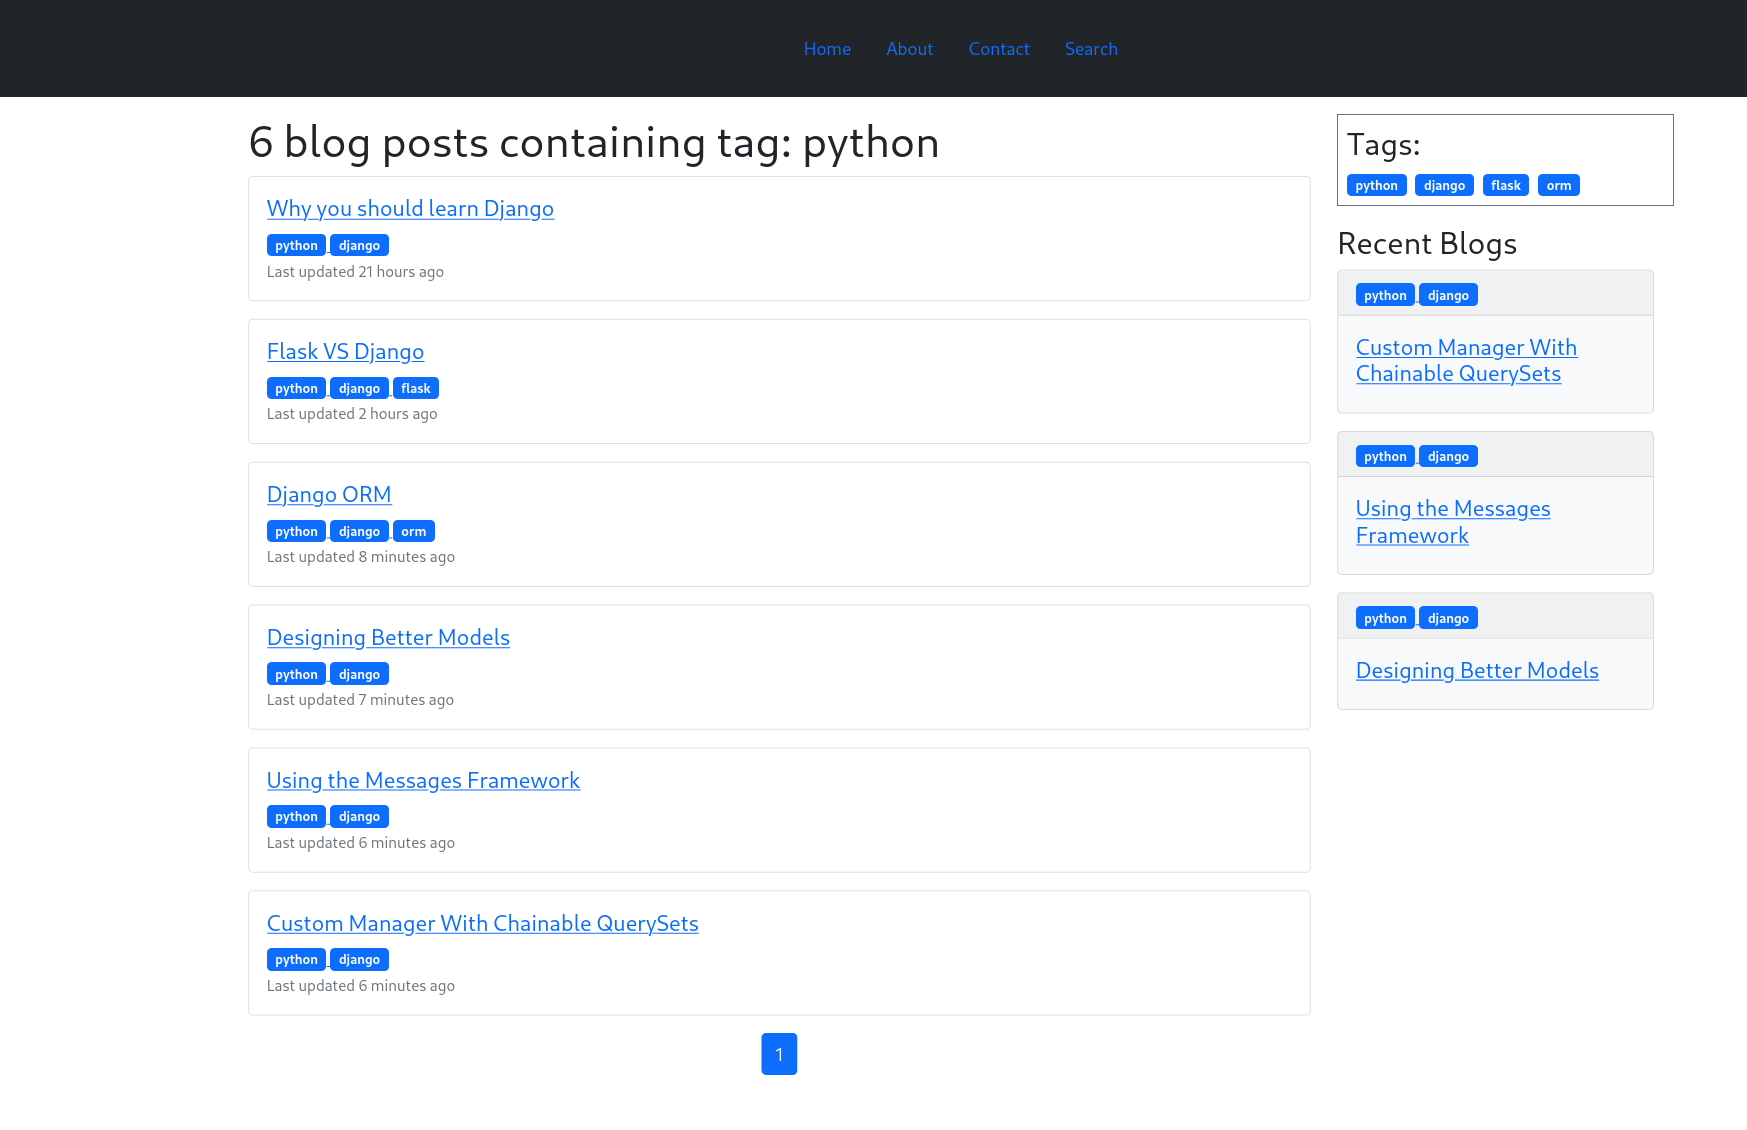 Home About Contact Search
6 blog posts containing tag: python
Why you should learn Django
python django
Last updated 21 hours ago
Flask VS Django
python django flask
Last updated 2 hours ago
Django ORM
python django orm
Last updated 8 minutes ago
Designing Better Models
python django
Last updated 7 minutes ago
Using the Messages Framework
python django
Last updated 6 minutes ago
Custom Manager With Chainable QuerySets
python django
Last updated 6 minutes ago
1
Tags:
python django flask orm
Recent Blogs
python django
Custom Manager With
Chainable QuerySets
python django
Using the Messages
Framework
python django
Designing Better Models